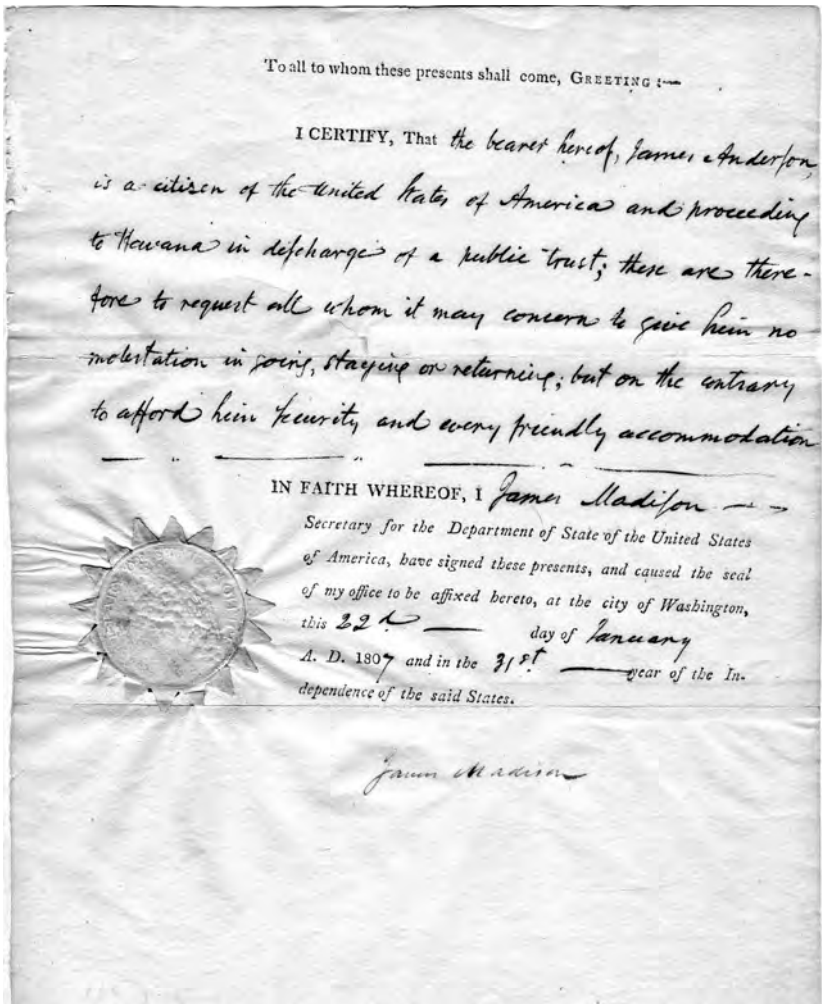 To all to whom these presents shall come, GREETING :—
I CERTIFY, That the bearer hereof, James Anderſon,
is a citizen of the United States of America and proceeding
to Havana in diſcharge of a public trust; these are there-
fore to request all whom it may concern to give him no
molestation in going, staying or returning; but on the contrary
to afford him security and every friendly accommodation
IN FAITH WHEREOF, I James Madiſon
Secretary for the Department of State of the United States
of America, have signed these presents, and caused the seal
of my office to be affixed hereto, at the city of Washington,
this 22d — day of January
A. D. 1807 and in the 31st — year of the In-
dependence of the said States.
James Madison